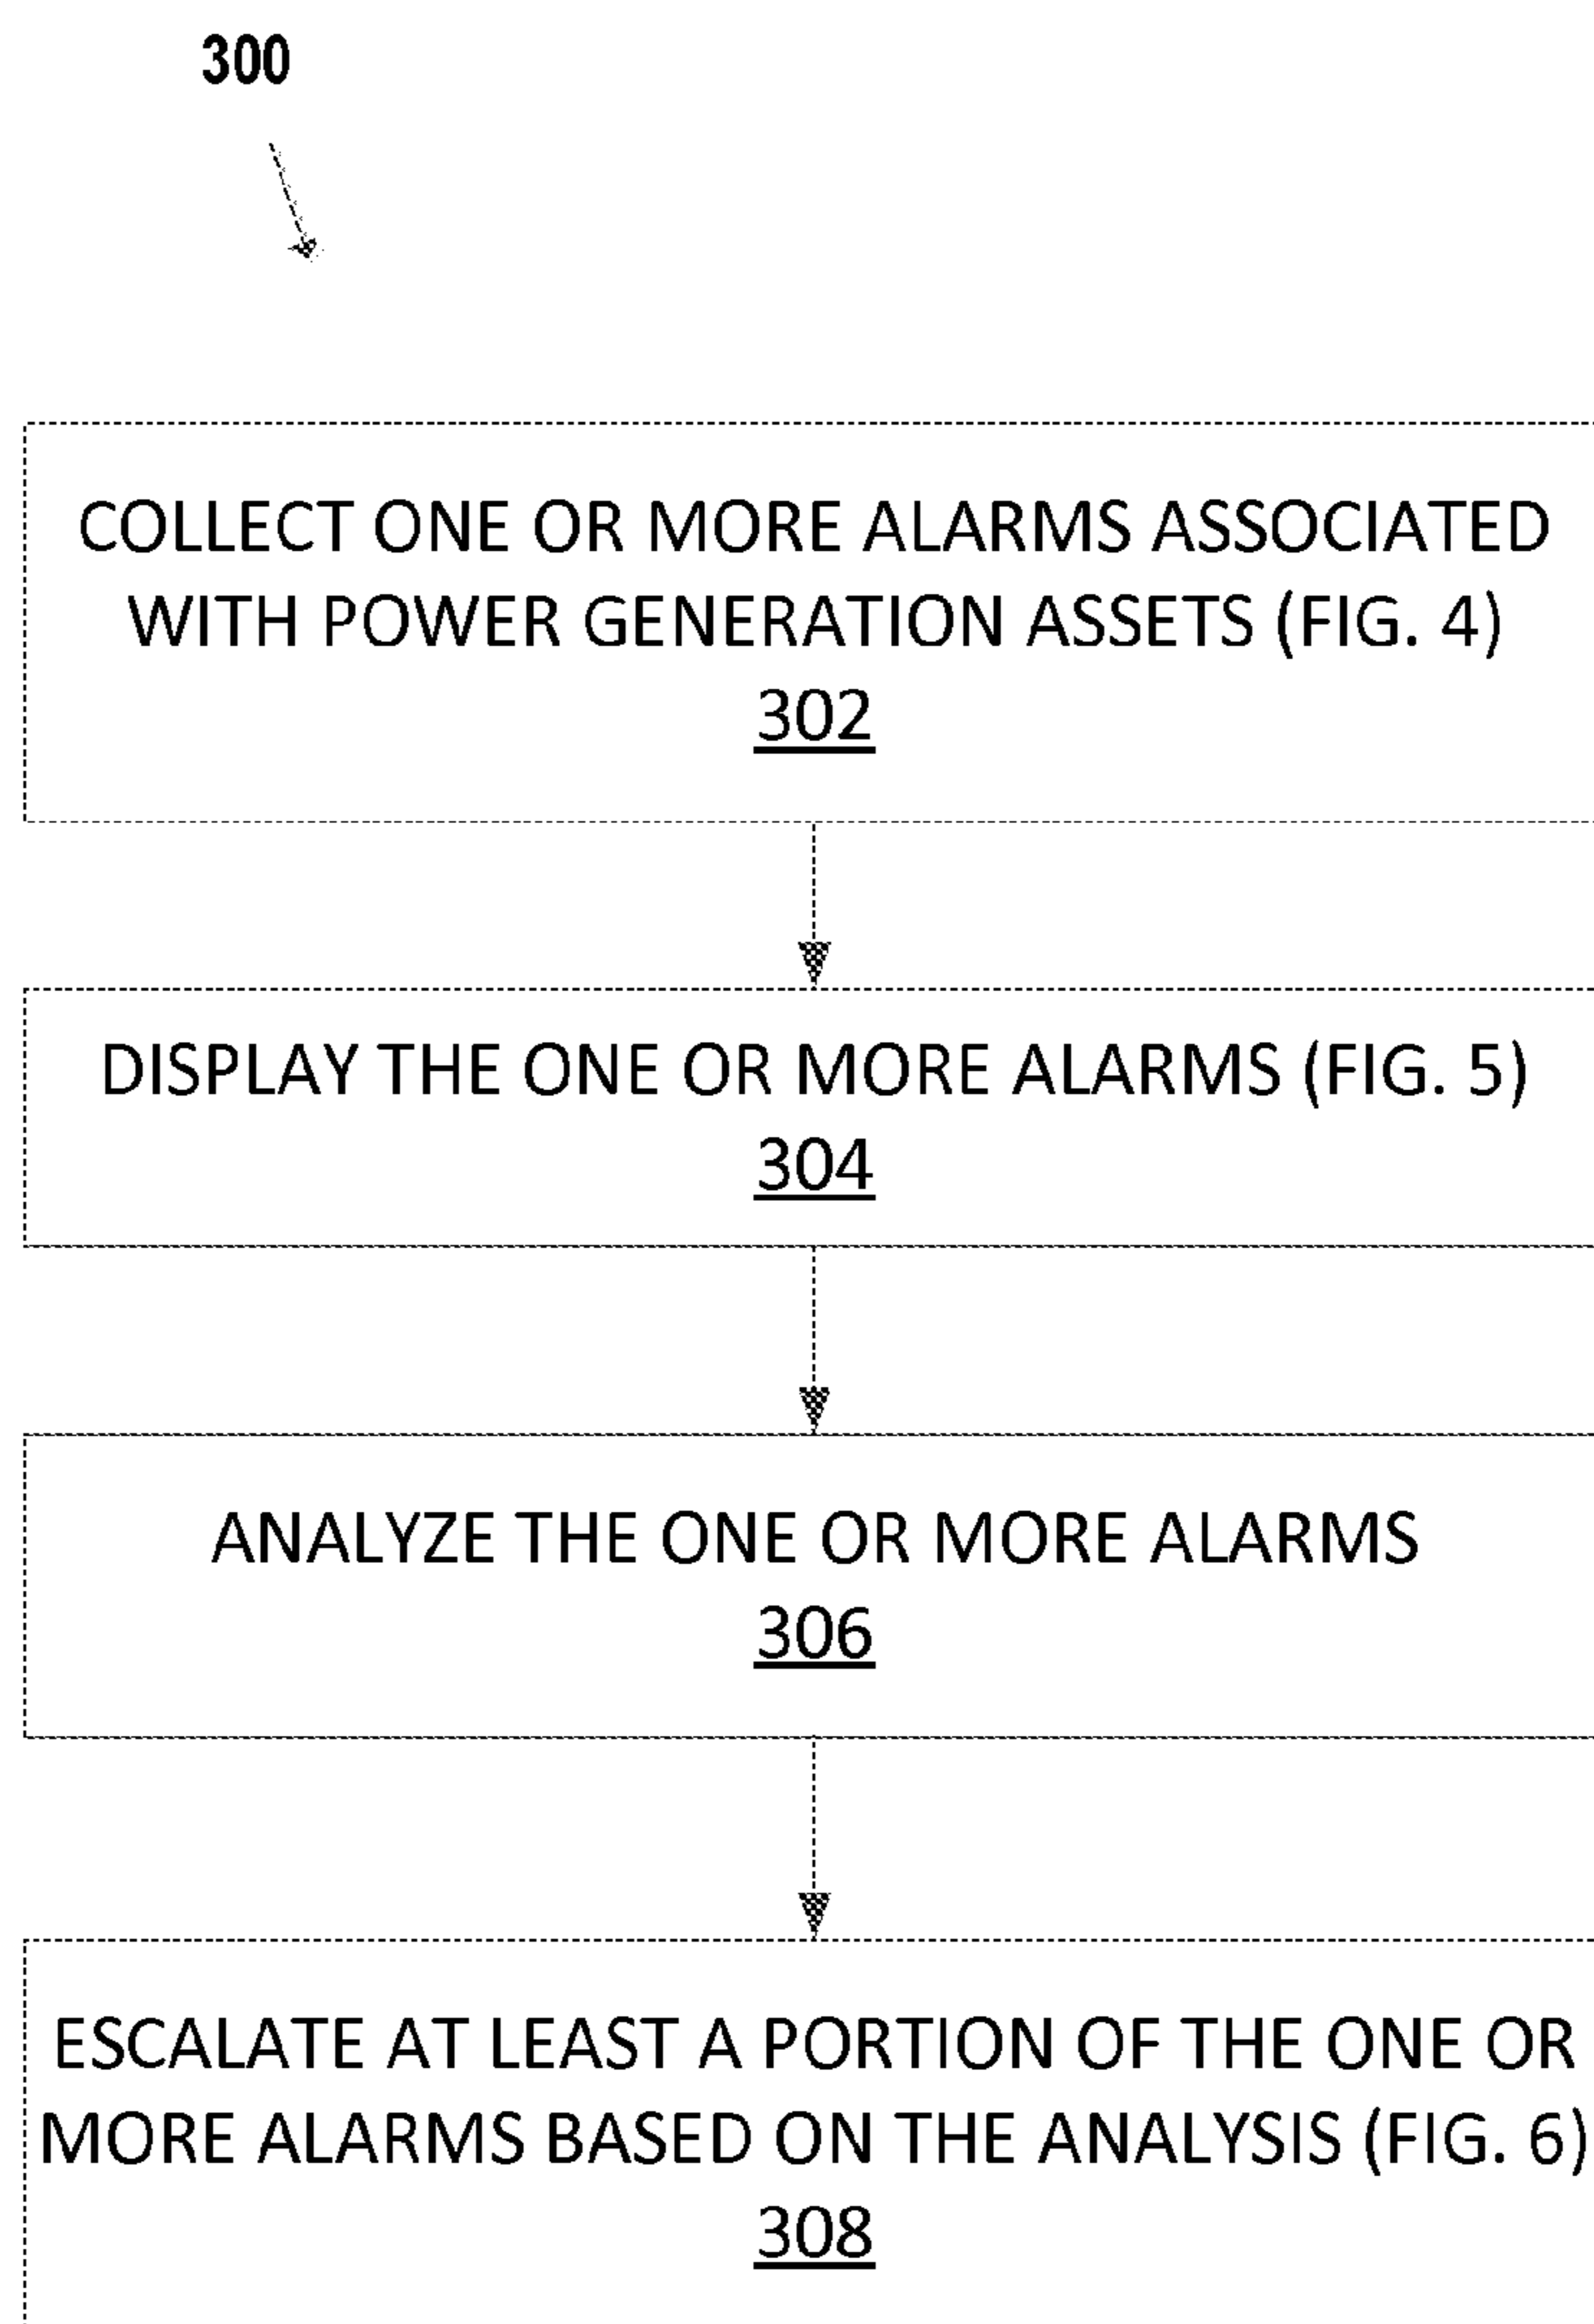 300
COLLECT ONE OR MORE ALARMS ASSOCIATED
WITH POWER GENERATION ASSETS (FIG. 4)
302
DISPLAY THE ONE OR MORE ALARMS (FIG. 5)
304
ANALYZE THE ONE OR MORE ALARMS
306
ESCALATE AT LEAST A PORTION OF THE ONE OR
MORE ALARMS BASED ON THE ANALYSIS (FIG. 6)
308